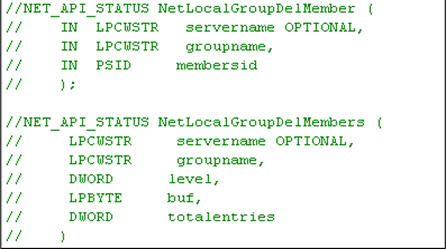 //NET_API_STATUS NetLocalGroupDelMember (
// IN LPCWSTR servername OPTIONAL,
// IN LPCWSTR groupname,
// IN PSID membersid
// );
//NET_API_STATUS NetLocalGroupDelMembers (
// LPCWSTR servername OPTIONAL,
// LPCWSTR groupname,
// DWORD level,
// LPBYTE buf,
// DWORD totalentries
// )